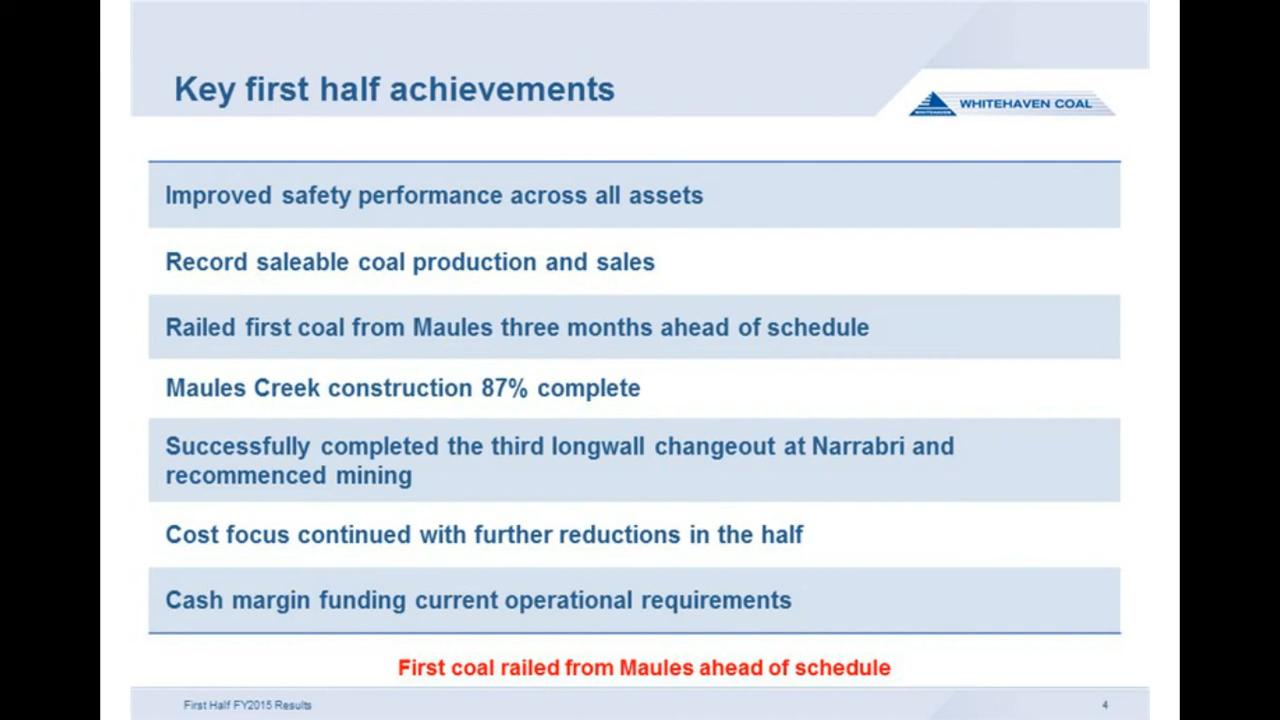 Key first half achievements
WHITEHAVEN
WHITEHAVEN COAL
Improved safety performance across all assets
Record saleable coal production and sales
Railed first coal from Maules three months ahead of schedule
Maules Creek construction 87% complete
Successfully completed the third longwall changeout at Narrabri and
recommenced mining
Cost focus continued with further reductions in the half
Cash margin funding current operational requirements
First coal railed from Maules ahead of schedule
First Half FY2015 Results
4